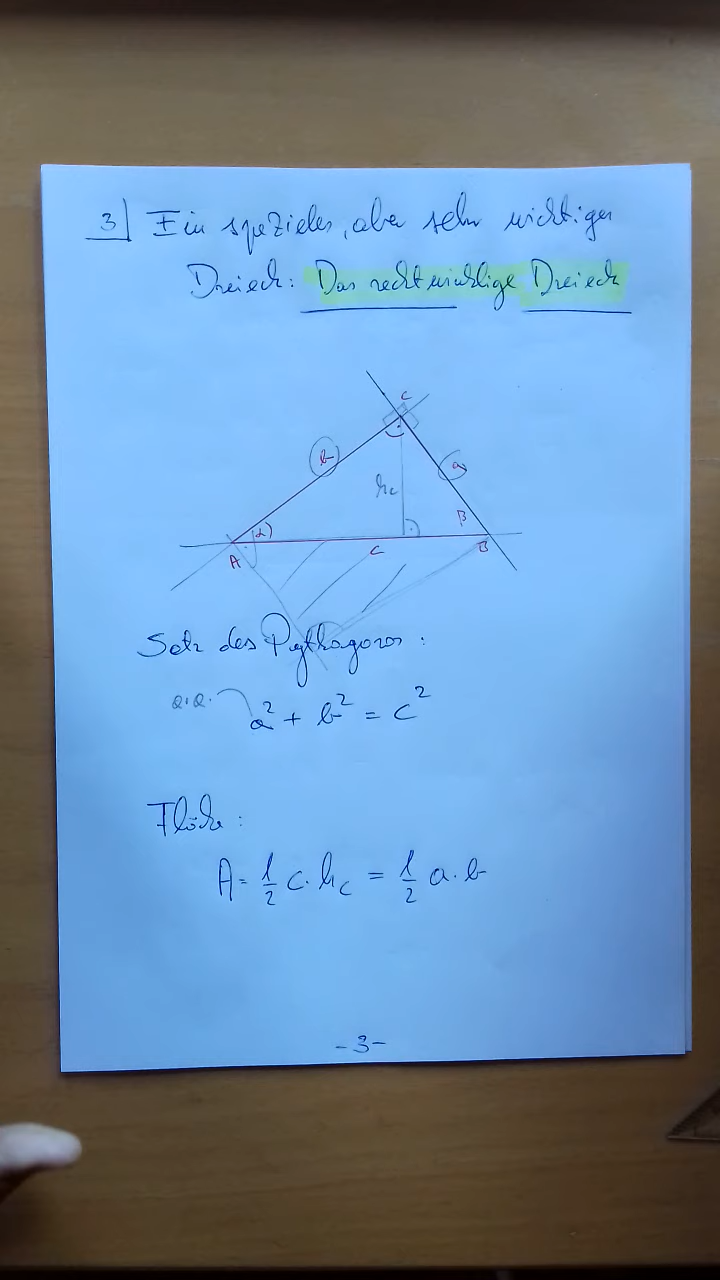 3) Ein spezieles, aber sehr wichtiges
Dreieck: Das rechtwinklige Dreieck
C
b
a
hc
α
β
A
c
B
Satz des Pythagoras:
a·a.
a² + b² = c²
Fläche:
A = 1/2 c · hc = 1/2 a · b
-3-